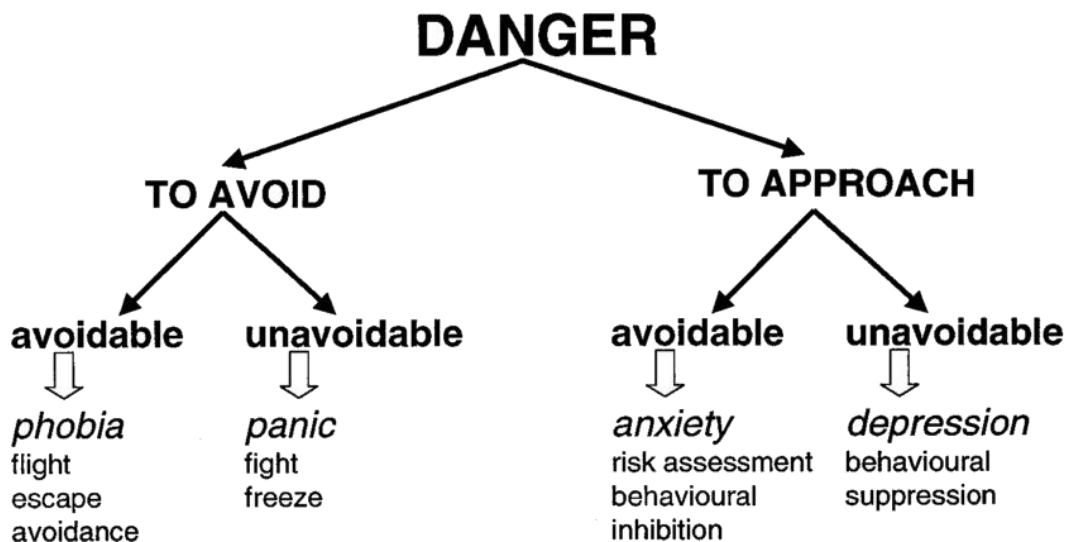 DANGER
TO AVOID
TO APPROACH
avoidable
unavoidable
avoidable
unavoidable
phobia
flight
escape
avoidance
panic
fight
freeze
anxiety
risk assessment
behavioural
inhibition
depression
behavioural
suppression